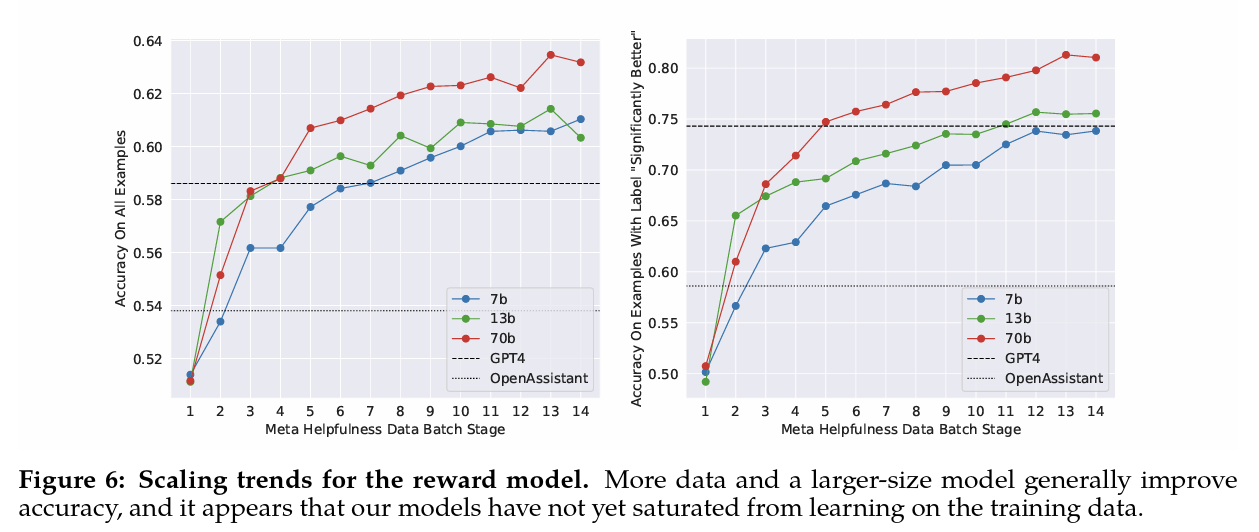 Accuracy On All Examples
0.64
0.62
0.60
0.58
0.56
0.54
0.52
7b
13b
70b
GPT4
OpenAssistant
1 2 3 4 5 6 7 8 9 10 11 12 13 14
Meta Helpfulness Data Batch Stage
Accuracy On Examples With Label "Significantly Better"
0.80
0.75
0.70
0.65
0.60
0.55
0.50
7b
13b
70b
GPT4
OpenAssistant
1 2 3 4 5 6 7 8 9 10 11 12 13 14
Meta Helpfulness Data Batch Stage
Figure 6: Scaling trends for the reward model. More data and a larger-size model generally improve
accuracy, and it appears that our models have not yet saturated from learning on the training data.